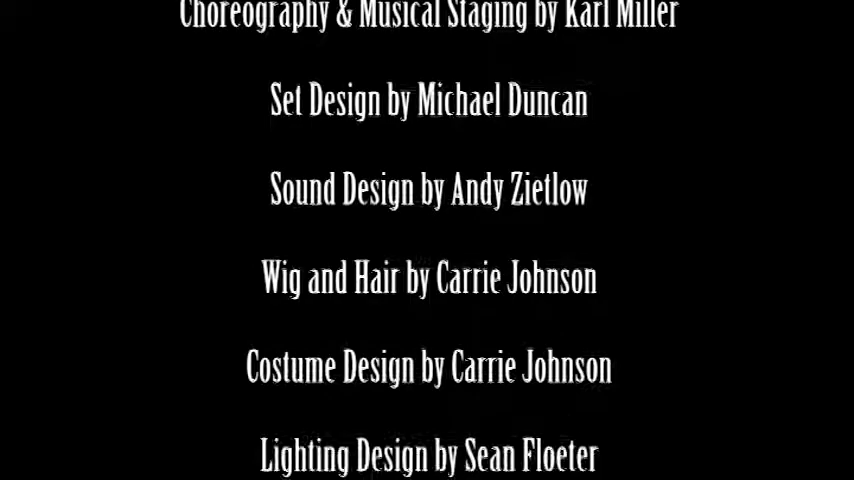 Choreography & Musical Staging by Karl Miller
Set Design by Michael Duncan
Sound Design by Andy Zietlow
Wig and Hair by Carrie Johnson
Costume Design by Carrie Johnson
Lighting Design by Sean Floeter